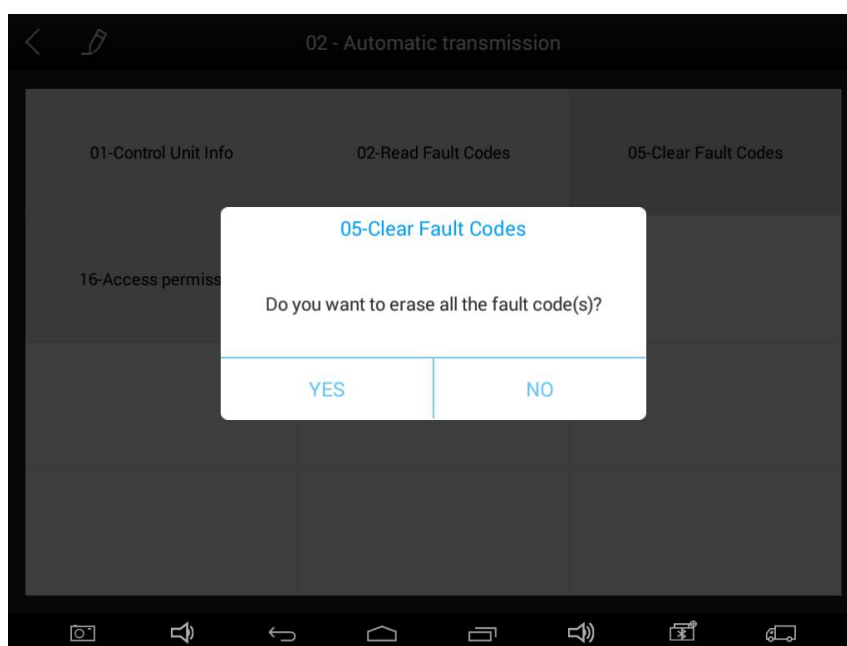 02 - Automatic transmission
01-Control Unit Info
02-Read Fault Codes
05-Clear Fault Codes
16-Access permiss
05-Clear Fault Codes
Do you want to erase all the fault code(s)?
YES
NO